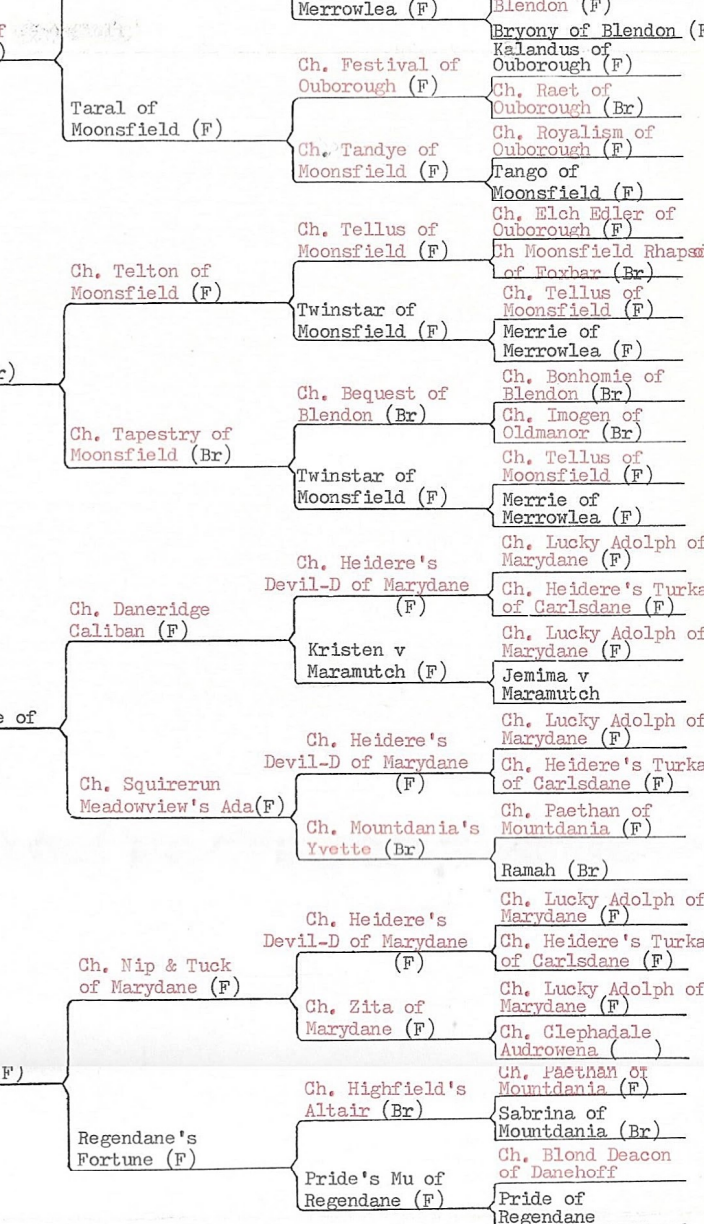 f
)
r)
e of
F)
Taral of
Moonsfield (F)
Ch. Telton of
Moonsfield (F)
Ch. Tapestry of
Moonsfield (Br)
Ch. Daneridge
Caliban (F)
Ch. Squirerun
Meadowview's Ada(F)
Ch. Nip & Tuck
of Marydane (F)
Regendane's
Fortune (F)
Merrowlea (F)
Ch. Festival of
Ouborough (F)
Ch. Tandye of
Moonsfield (F)
Ch. Tellus of
Moonsfield (F)
Twinstar of
Moonsfield (F)
Ch. Bequest of
Blendon (Br)
Twinstar of
Moonsfield (F)
Ch. Heidere's
Devil-D of Marydane
(F)
Kristen v
Maramutch (F)
Ch. Heidere's
Devil-D of Marydane
(F)
Ch. Mountdania's
Yvette (Br)
Ch. Heidere's
Devil-D of Marydane
(F)
Ch. Zita of
Marydane (F)
Ch. Highfield's
Altair (Br)
Pride's Mu of
Regendane (F)
Blendon (F)
Bryony of Blendon (F
Kalandus of
Ouborough (F)
Ch. Raet of
Ouborough (Br)
Ch. Royalism of
Ouborough (F)
Tango of
Moonsfield (F)
Ch. Elch Edler of
Ouborough (F)
Ch Moonsfield Rhapso
of Foxbar (Br)
Ch. Tellus of
Moonsfield (F)
Merrie of
Merrowlea (F)
Ch. Bonhomie of
Blendon (Br)
Ch. Imogen of
Oldmanor (Br)
Ch. Tellus of
Moonsfield (F)
Merrie of
Merrowlea (F)
Ch. Lucky Adolph of
Marydane (F)
Ch. Heidere's Turka
of Carlsdane (F)
Ch. Lucky Adolph of
Marydane (F)
Jemima v
Maramutch
Ch. Lucky Adolph of
Marydane (F)
Ch. Heidere's Turka
of Carlsdane (F)
Ch. Paethan of
Mountdania (F)
Ramah (Br)
Ch. Lucky Adolph of
Marydane (F)
Ch. Heidere's Turka
of Carlsdane (F)
Ch. Lucky Adolph of
Marydane (F)
Ch. Clephadale
Audrowena (   )
Ch. Paethan of
Mountdania (F)
Sabrina of
Mountdania (Br)
Ch. Blond Deacon
of Danehoff
Pride of
Regendane